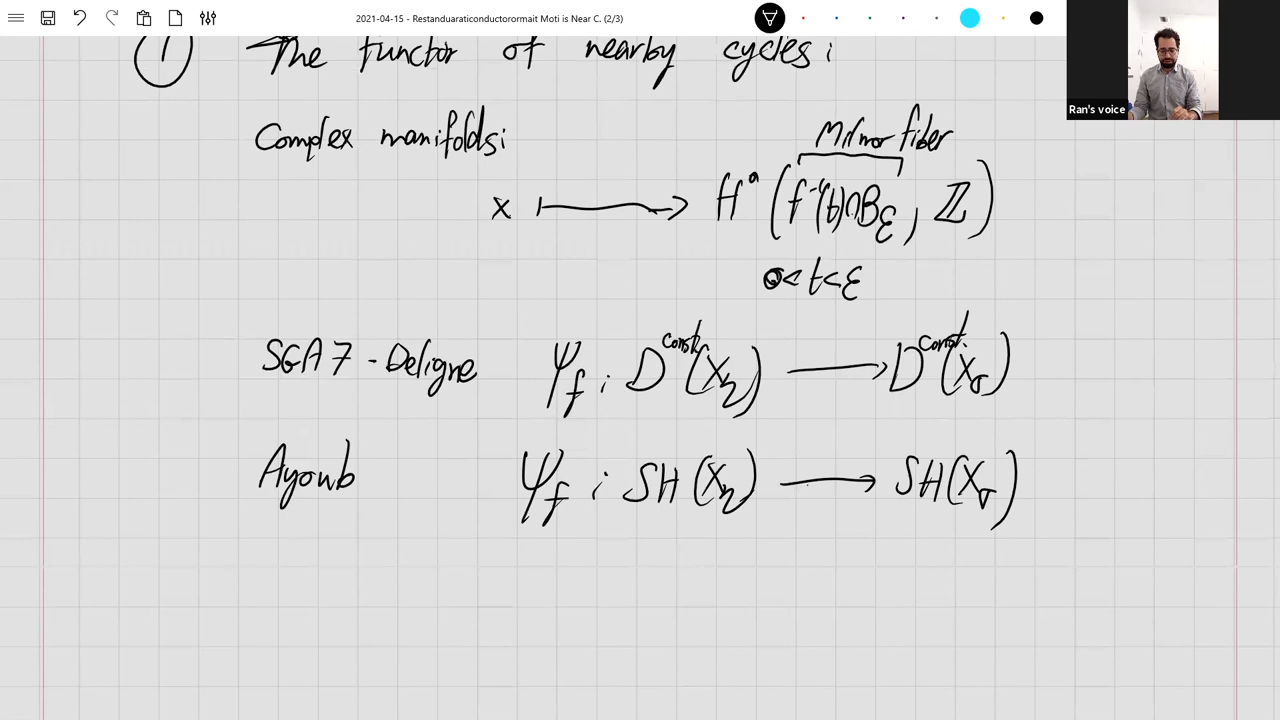 2021-04-15 - Restanduaraticonductorormait Moti is Near C. (2/3)
Ran's voice
① The functor of nearby cycles:
Complex manifolds:
Milnor fiber
x ⟼ H^n (f^{-1}(t)∩B_ε, ℤ)
0<t<ε
SGA 7 - Deligne ψ_f : D^{const.}(X_η) ⟶ D^{const.}(X_σ)
Ayoub ψ_f : SH(X_η) ⟶ SH(X_σ)